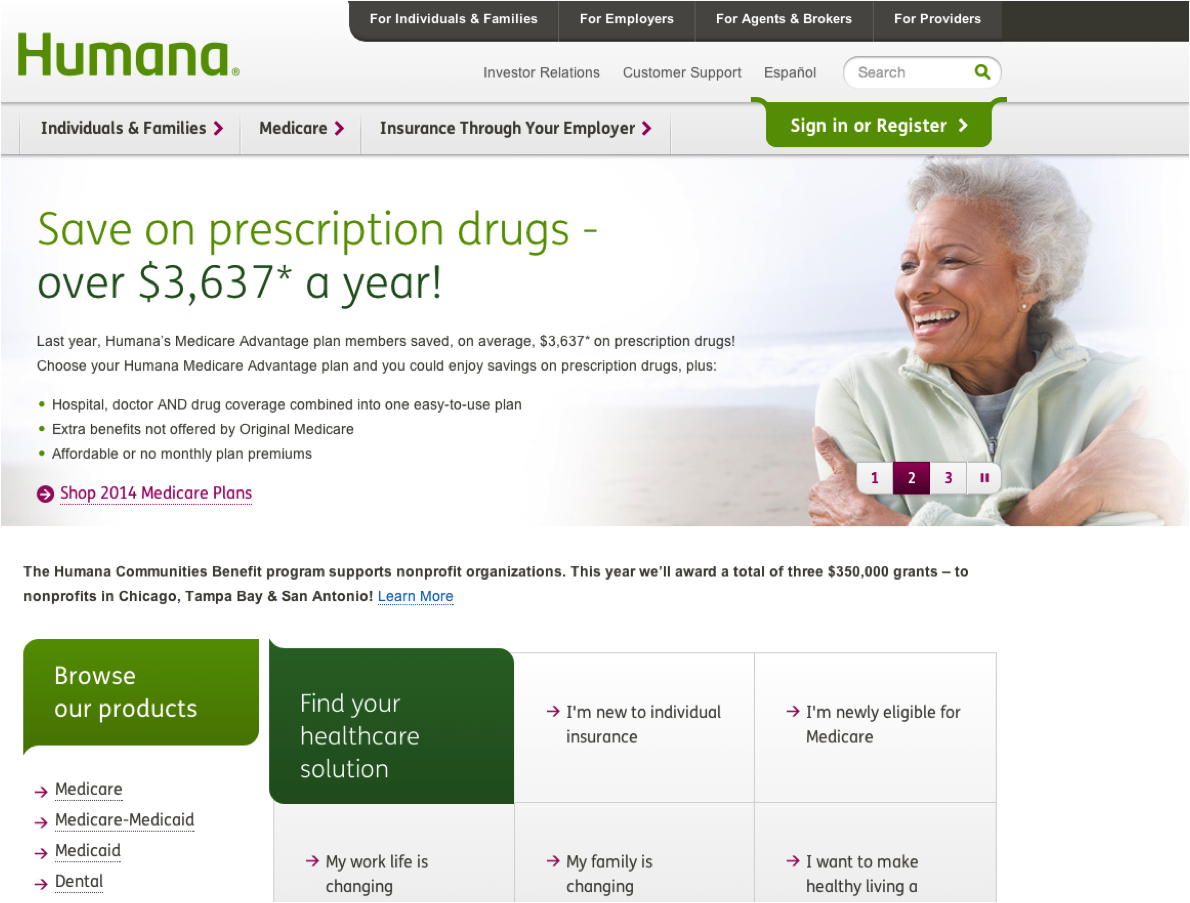 For Individuals & Families
For Employers
For Agents & Brokers
For Providers
Humana®
Investor Relations
Customer Support
Español
Search
Individuals & Families
Medicare
Insurance Through Your Employer
Sign in or Register
Save on prescription drugs -
over $3,637* a year!
Last year, Humana's Medicare Advantage plan members saved, on average, $3,637* on prescription drugs!
Choose your Humana Medicare Advantage plan and you could enjoy savings on prescription drugs, plus:
• Hospital, doctor AND drug coverage combined into one easy-to-use plan
• Extra benefits not offered by Original Medicare
• Affordable or no monthly plan premiums
Shop 2014 Medicare Plans
1 2 3
The Humana Communities Benefit program supports nonprofit organizations. This year we'll award a total of three $350,000 grants – to
nonprofits in Chicago, Tampa Bay & San Antonio! Learn More
Browse
our products
Medicare
Medicare-Medicaid
Medicaid
Dental
Find your
healthcare
solution
I'm new to individual
insurance
I'm newly eligible for
Medicare
My work life is
changing
My family is
changing
I want to make
healthy living a